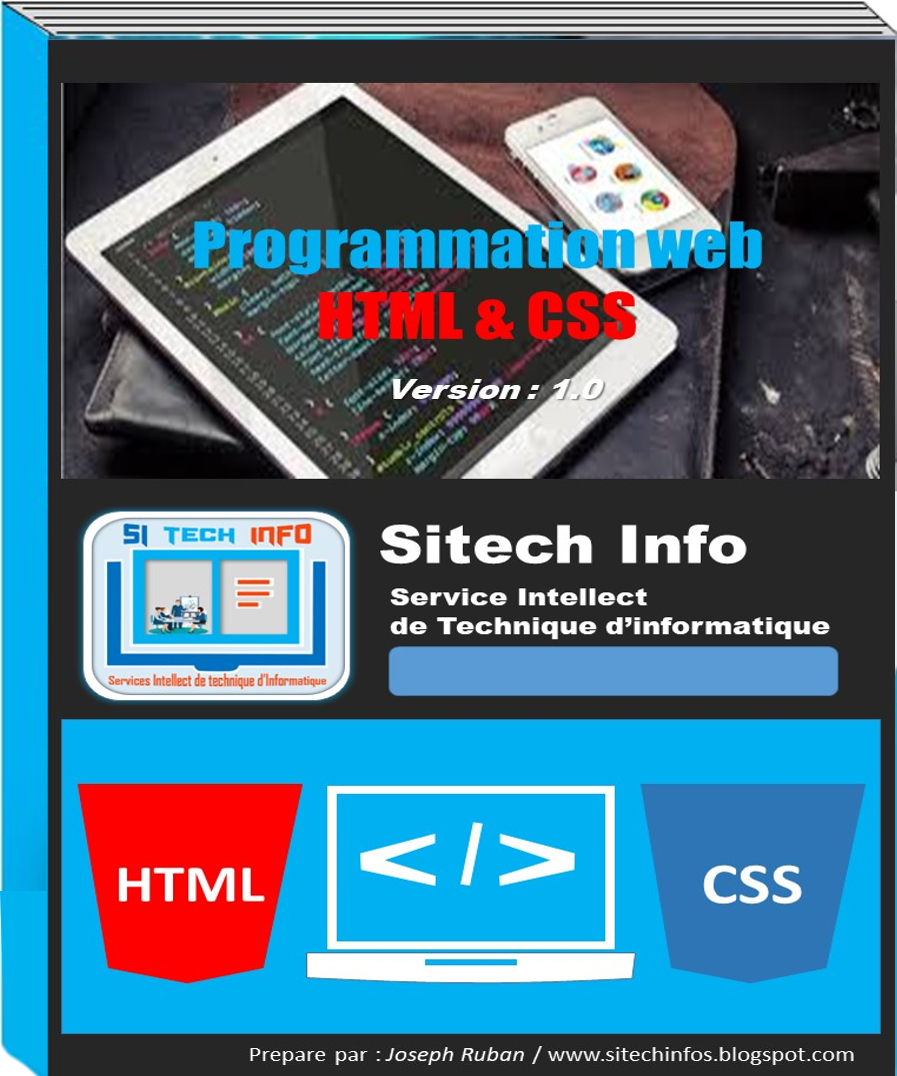 Programmation web
HTML & CSS
Version : 1.0
SI TECH INFO
Services Intellect de technique d'Informatique
Sitech Info
Service Intellect
de Technique d’informatique
HTML
</>
CSS
Prepare par : Joseph Ruban / www.sitechinfos.blogspot.com